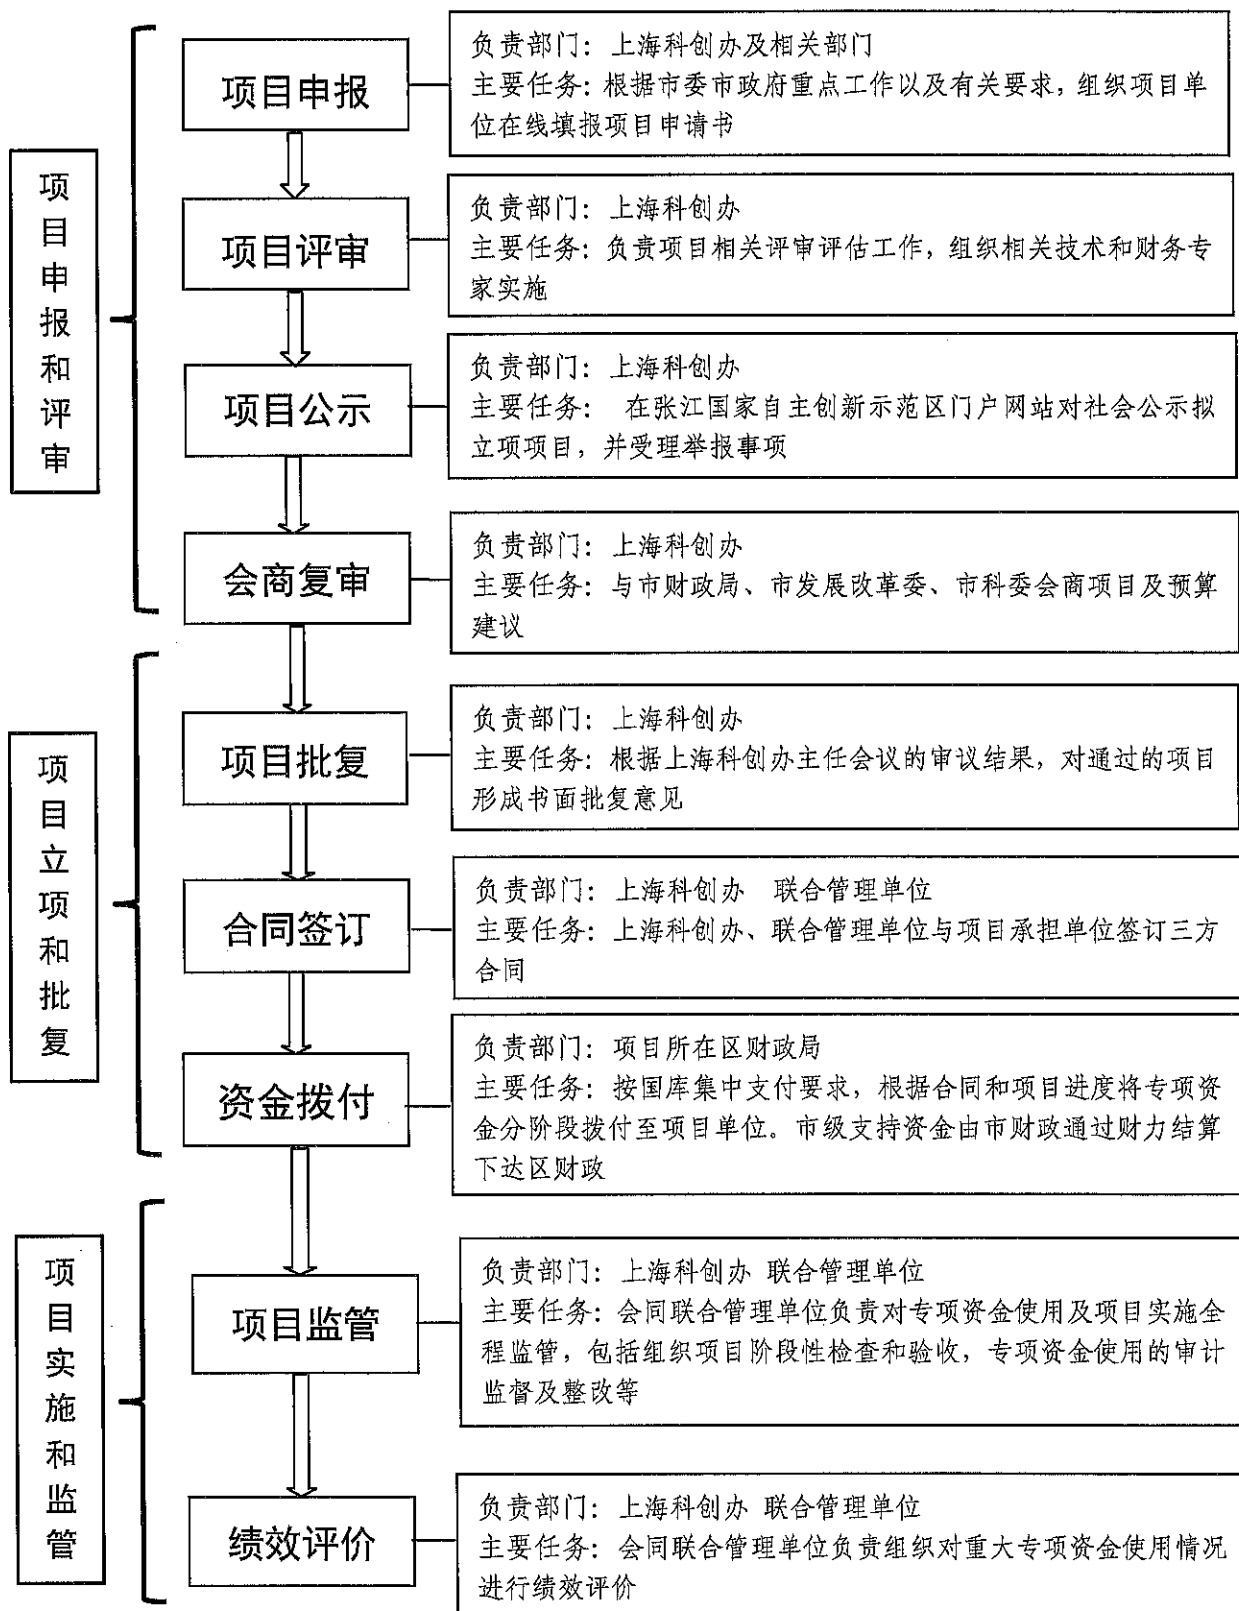 项目申报和评审
项目申报
负责部门：上海科创办及相关部门
主要任务：根据市委市政府重点工作以及有关要求，组织项目单
位在线填报项目申请书
项目评审
负责部门：上海科创办
主要任务：负责项目相关评审评估工作，组织相关技术和财务专
家实施
项目公示
负责部门：上海科创办
主要任务： 在张江国家自主创新示范区门户网站对社会公示拟
立项项目，并受理举报事项
会商复审
负责部门：上海科创办
主要任务：与市财政局、市发展改革委、市科委会商项目及预算
建议
项目立项和批复
项目批复
负责部门：上海科创办
主要任务：根据上海科创办主任会议的审议结果，对通过的项目
形成书面批复意见
合同签订
负责部门：上海科创办 联合管理单位
主要任务：上海科创办、联合管理单位与项目承担单位签订三方
合同
资金拨付
负责部门：项目所在区财政局
主要任务：按国库集中支付要求，根据合同和项目进度将专项资
金分阶段拨付至项目单位。市级支持资金由市财政通过财力结算
下达区财政
项目实施和监管
项目监管
负责部门：上海科创办 联合管理单位
主要任务：会同联合管理单位负责对专项资金使用及项目实施全
程监管，包括组织项目阶段性检查和验收，专项资金使用的审计
监督及整改等
绩效评价
负责部门：上海科创办 联合管理单位
主要任务：会同联合管理单位负责组织对重大专项资金使用情况
进行绩效评价